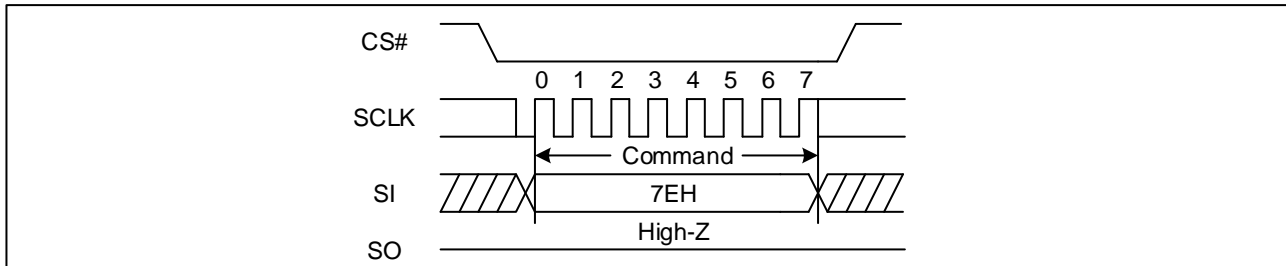 CS#
0 1 2 3 4 5 6 7
SCLK
Command
SI
7EH
High-Z
SO